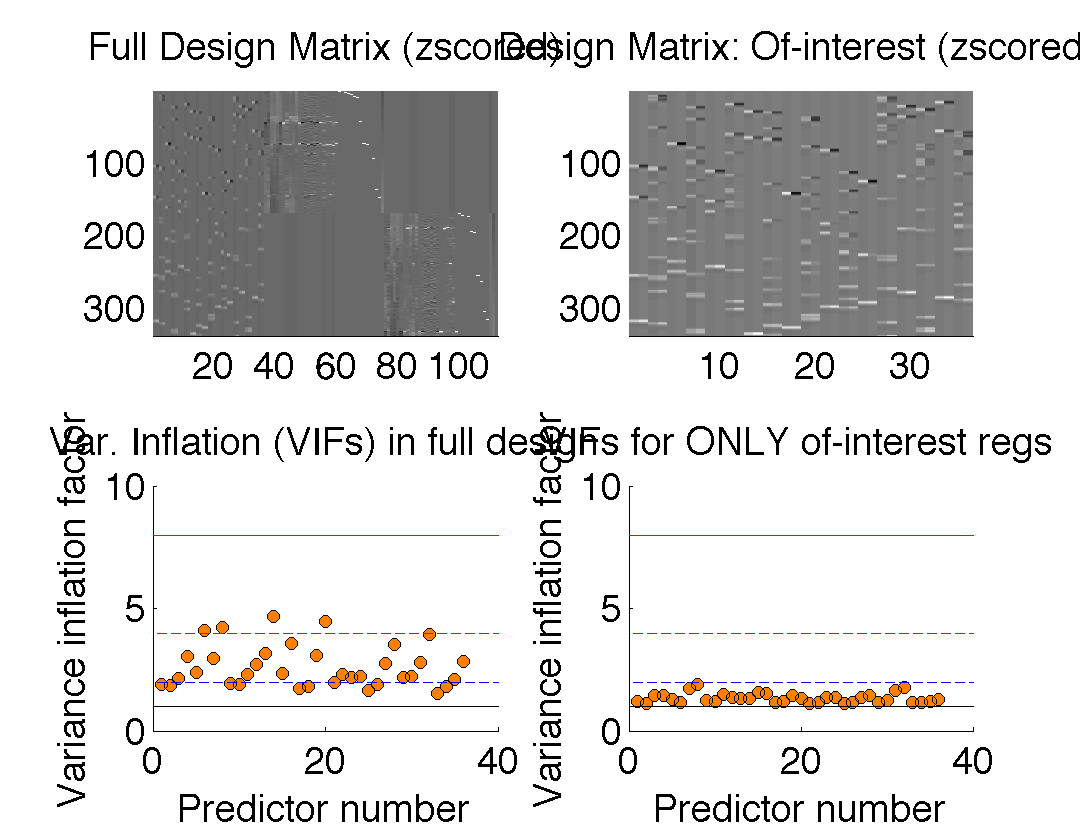 Full Design Matrix (zscored)
Design Matrix: Of-interest (zscored
100
200
300
20 40 60 80 100
100
200
300
10 20 30
Var. Inflation (VIFs) in full design
VIFs for ONLY of-interest regs
Variance inflation factor
10
5
0
0 20 40
Predictor number
Variance inflation factor
10
5
0
0 20 40
Predictor number